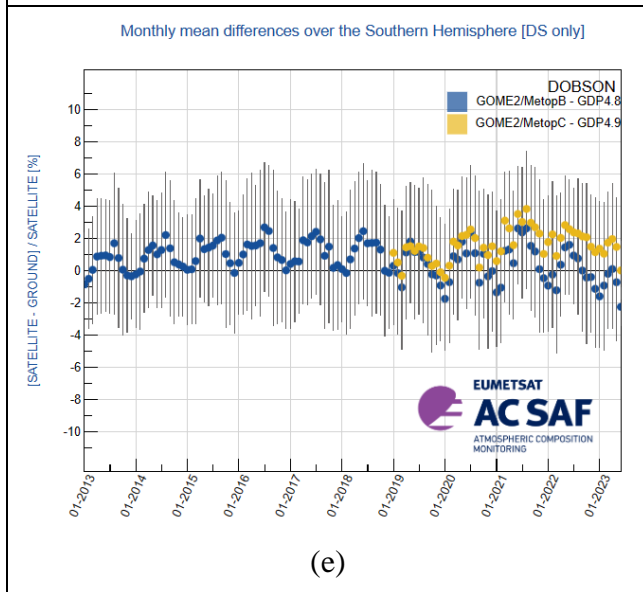 Monthly mean differences over the Southern Hemisphere [DS only]
DOBSON
GOME2/MetopB - GDP4.8
GOME2/MetopC - GDP4.9
[SATELLITE - GROUND] / SATELLITE [%]
10
8
6
4
2
0
-2
-4
-6
-8
-10
EUMETSAT
AC SAF
ATMOSPHERIC COMPOSITION
MONITORING
01-2013
01-2014
01-2015
01-2016
01-2017
01-2018
01-2019
01-2020
01-2021
01-2022
01-2023
(e)